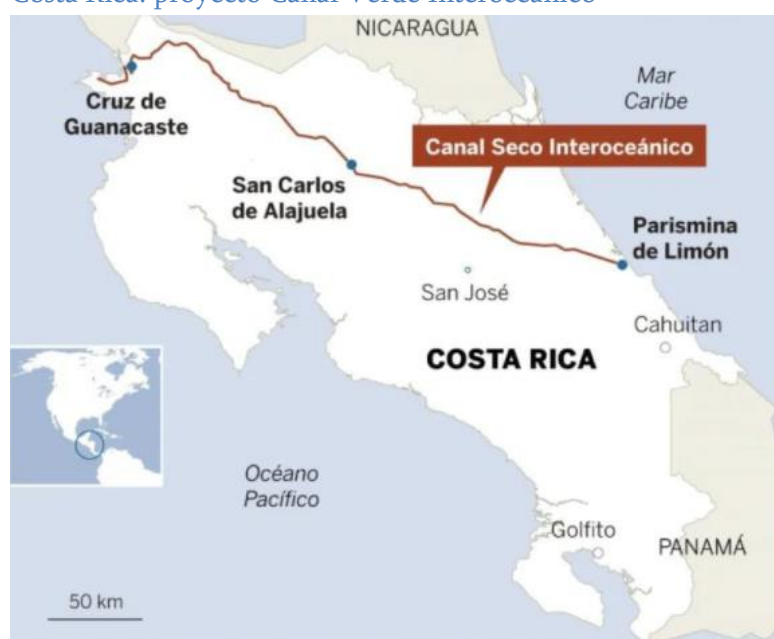 Costa Rica: proyecto Canal Verde Interoceánico
NICARAGUA
Mar
Caribe
Cruz de
Guanacaste
Canal Seco Interoceánico
San Carlos
de Alajuela
Parismina
de Limón
San José
Cahuitan
COSTA RICA
Océano
Pacífico
Golfito
PANAMÁ
50 km